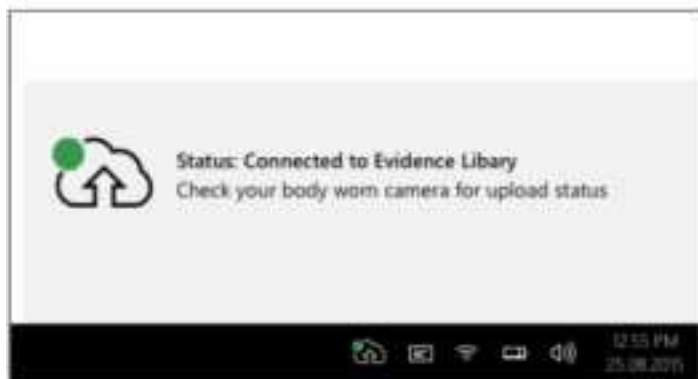 Status: Connected to Evidence Libary
Check your body worn camera for upload status
12:55 PM
25.08.2015